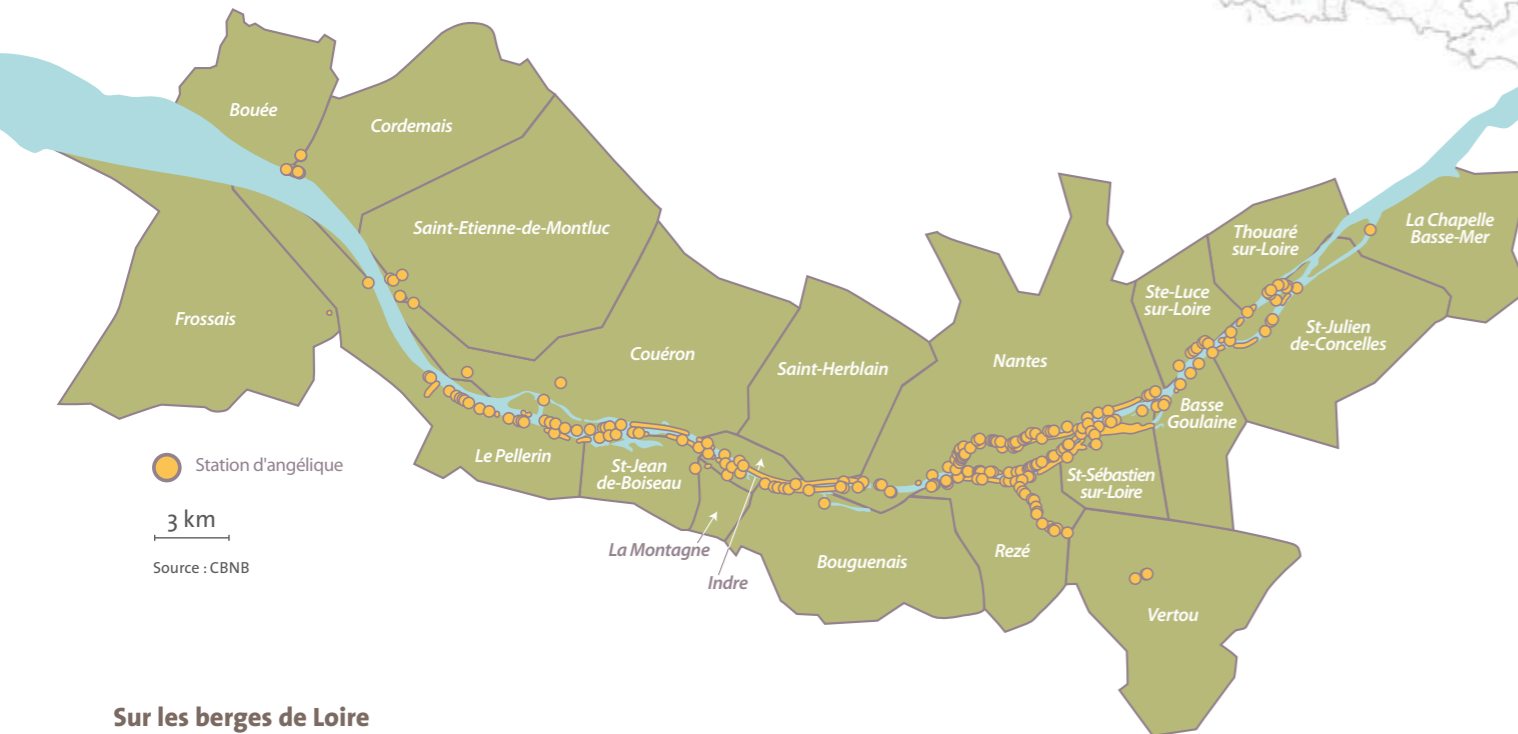 Bouée
Cordemais
Saint-Etienne-de-Montluc
Frossais
Couéron
Saint-Herblain
Nantes
Ste-Luce
sur-Loire
Thouaré
sur-Loire
La Chapelle
Basse-Mer
St-Julien
de-Concelles
Basse
Goulaine
Le Pellerin
St-Jean
de-Boiseau
St-Sébastien
sur-Loire
La Montagne
Indre
Bouguenais
Rezé
Vertou
Station d'angélique
3 km
Source : CBNB
Sur les berges de Loire